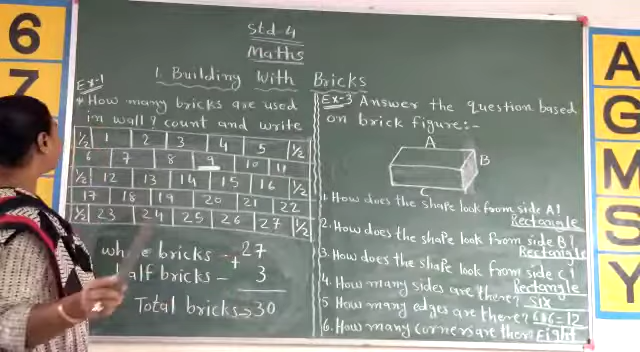 Std-4
Maths
1. Building With Bricks
Ex-1
* How many bricks are used
in wall? count and write
½ 1 2 3 4 5 ½
6 7 8 9 10 11
½ 12 13 14 15 16 ½
17 18 19 20 21 22
½ 23 24 25 26 27 ½
bricks → 27
+
half bricks - 3
Total bricks → 30
Ex-3 Answer the question based
on brick figure:-
A
B
C
1. How does the shape look from side A?
Rectangle
2. How does the shape look from side B?
Rectangle
3. How does the shape look from side C?
Rectangle
4. How many sides are there? six
5 How many edges are there? = 12
6. How many corners are there Eight
6
7
A
G
M
S
Y